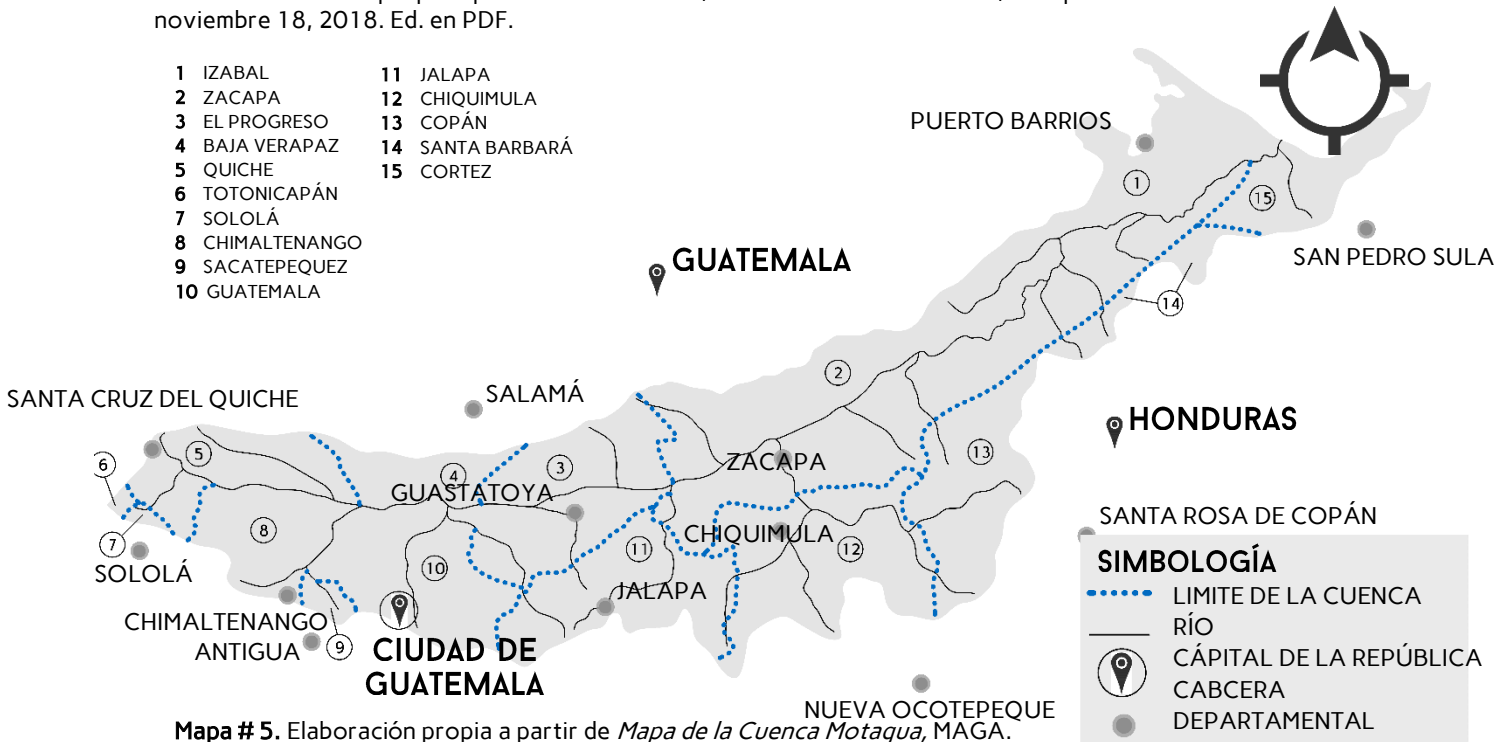 noviembre 18, 2018. Ed. en PDF.
1 IZABAL
2 ZACAPA
3 EL PROGRESO
4 BAJA VERAPAZ
5 QUICHE
6 TOTONICAPÁN
7 SOLOLÁ
8 CHIMALTENANGO
9 SACATEPEQUEZ
10 GUATEMALA
11 JALAPA
12 CHIQUIMULA
13 COPÁN
14 SANTA BARBARÁ
15 CORTEZ
PUERTO BARRIOS
1
15
SAN PEDRO SULA
GUATEMALA
14
2
SANTA CRUZ DEL QUICHE
SALAMÁ
HONDURAS
6
5
4
3
ZACAPA
13
GUASTATOYA
7
8
SOLOLÁ
10
11
CHIQUIMULA
12
SANTA ROSA DE COPÁN
JALAPA
CHIMALTENANGO
ANTIGUA
9
CIUDAD DE
GUATEMALA
NUEVA OCOTEPEQUE
SIMBOLOGÍA
LIMITE DE LA CUENCA
RÍO
CÁPITAL DE LA REPÚBLICA
CABCERA
DEPARTAMENTAL
Mapa # 5. Elaboración propia a partir de Mapa de la Cuenca Motaqua, MAGA.